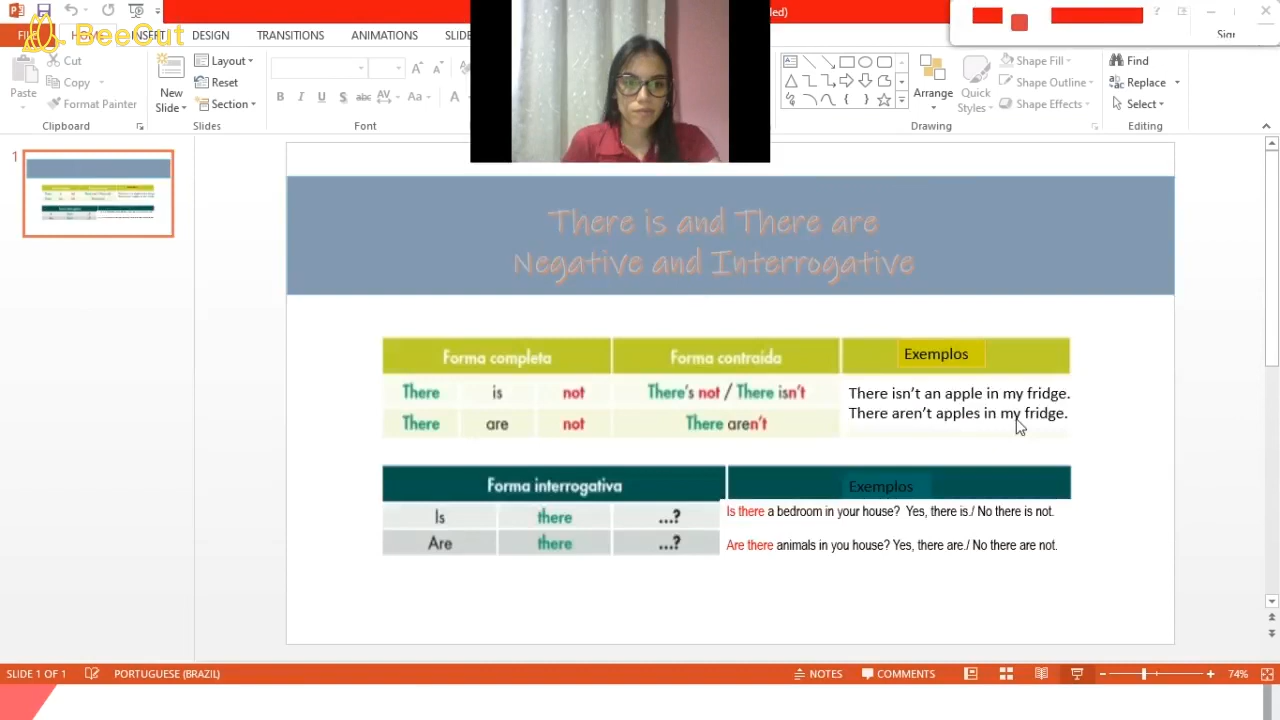 BeeCut
FILE HOME INSERT DESIGN TRANSITIONS ANIMATIONS
Paste
Cut
Copy
Format Painter
Clipboard
New
Slide
Layout
Reset
Section
Slides
B I U S abc AV Aa A
Font
Arrange
Quick
Styles
Shape Fill
Shape Outline
Shape Effects
Drawing
Find
Replace
Select
Editing
1
There is and There are
Negative and Interrogative
Forma completa Forma contraida Exemplos
There is not There's not / There isn't There isn't an apple in my fridge.
There are not There aren't There aren't apples in my fridge.
Forma interrogativa Exemplos
Is there ...? Is there a bedroom in your house? Yes, there is./ No there is not.
Are there ...? Are there animals in you house? Yes, there are./ No there are not.
SLIDE 1 OF 1 PORTUGUESE (BRAZIL) NOTES COMMENTS 74%